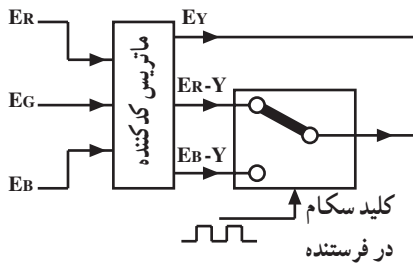 ER
EY
ماتریس کدکننده
ER-Y
EG
EB-Y
EB
کلید سکام
در فرستنده